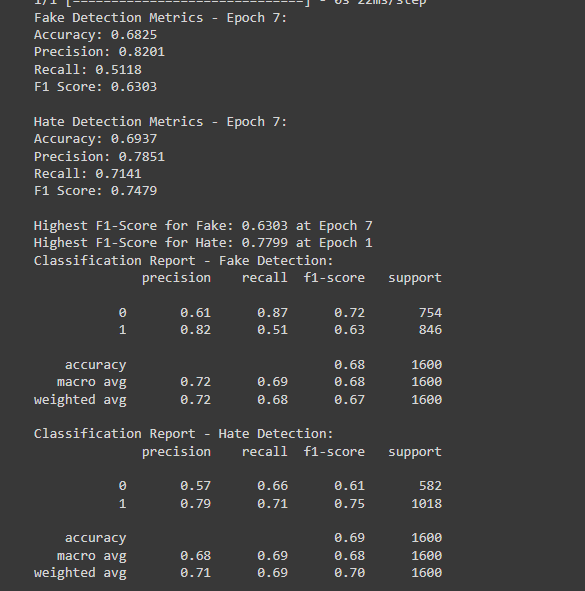 1/1 [==============================] - 0s 22ms/step
Fake Detection Metrics - Epoch 7:
Accuracy: 0.6825
Precision: 0.8201
Recall: 0.5118
F1 Score: 0.6303
Hate Detection Metrics - Epoch 7:
Accuracy: 0.6937
Precision: 0.7851
Recall: 0.7141
F1 Score: 0.7479
Highest F1-Score for Fake: 0.6303 at Epoch 7
Highest F1-Score for Hate: 0.7799 at Epoch 1
Classification Report - Fake Detection:
precision recall f1-score support
0 0.61 0.87 0.72 754
1 0.82 0.51 0.63 846
accuracy 0.68 1600
macro avg 0.72 0.69 0.68 1600
weighted avg 0.72 0.68 0.67 1600
Classification Report - Hate Detection:
precision recall f1-score support
0 0.57 0.66 0.61 582
1 0.79 0.71 0.75 1018
accuracy 0.69 1600
macro avg 0.68 0.69 0.68 1600
weighted avg 0.71 0.69 0.70 1600